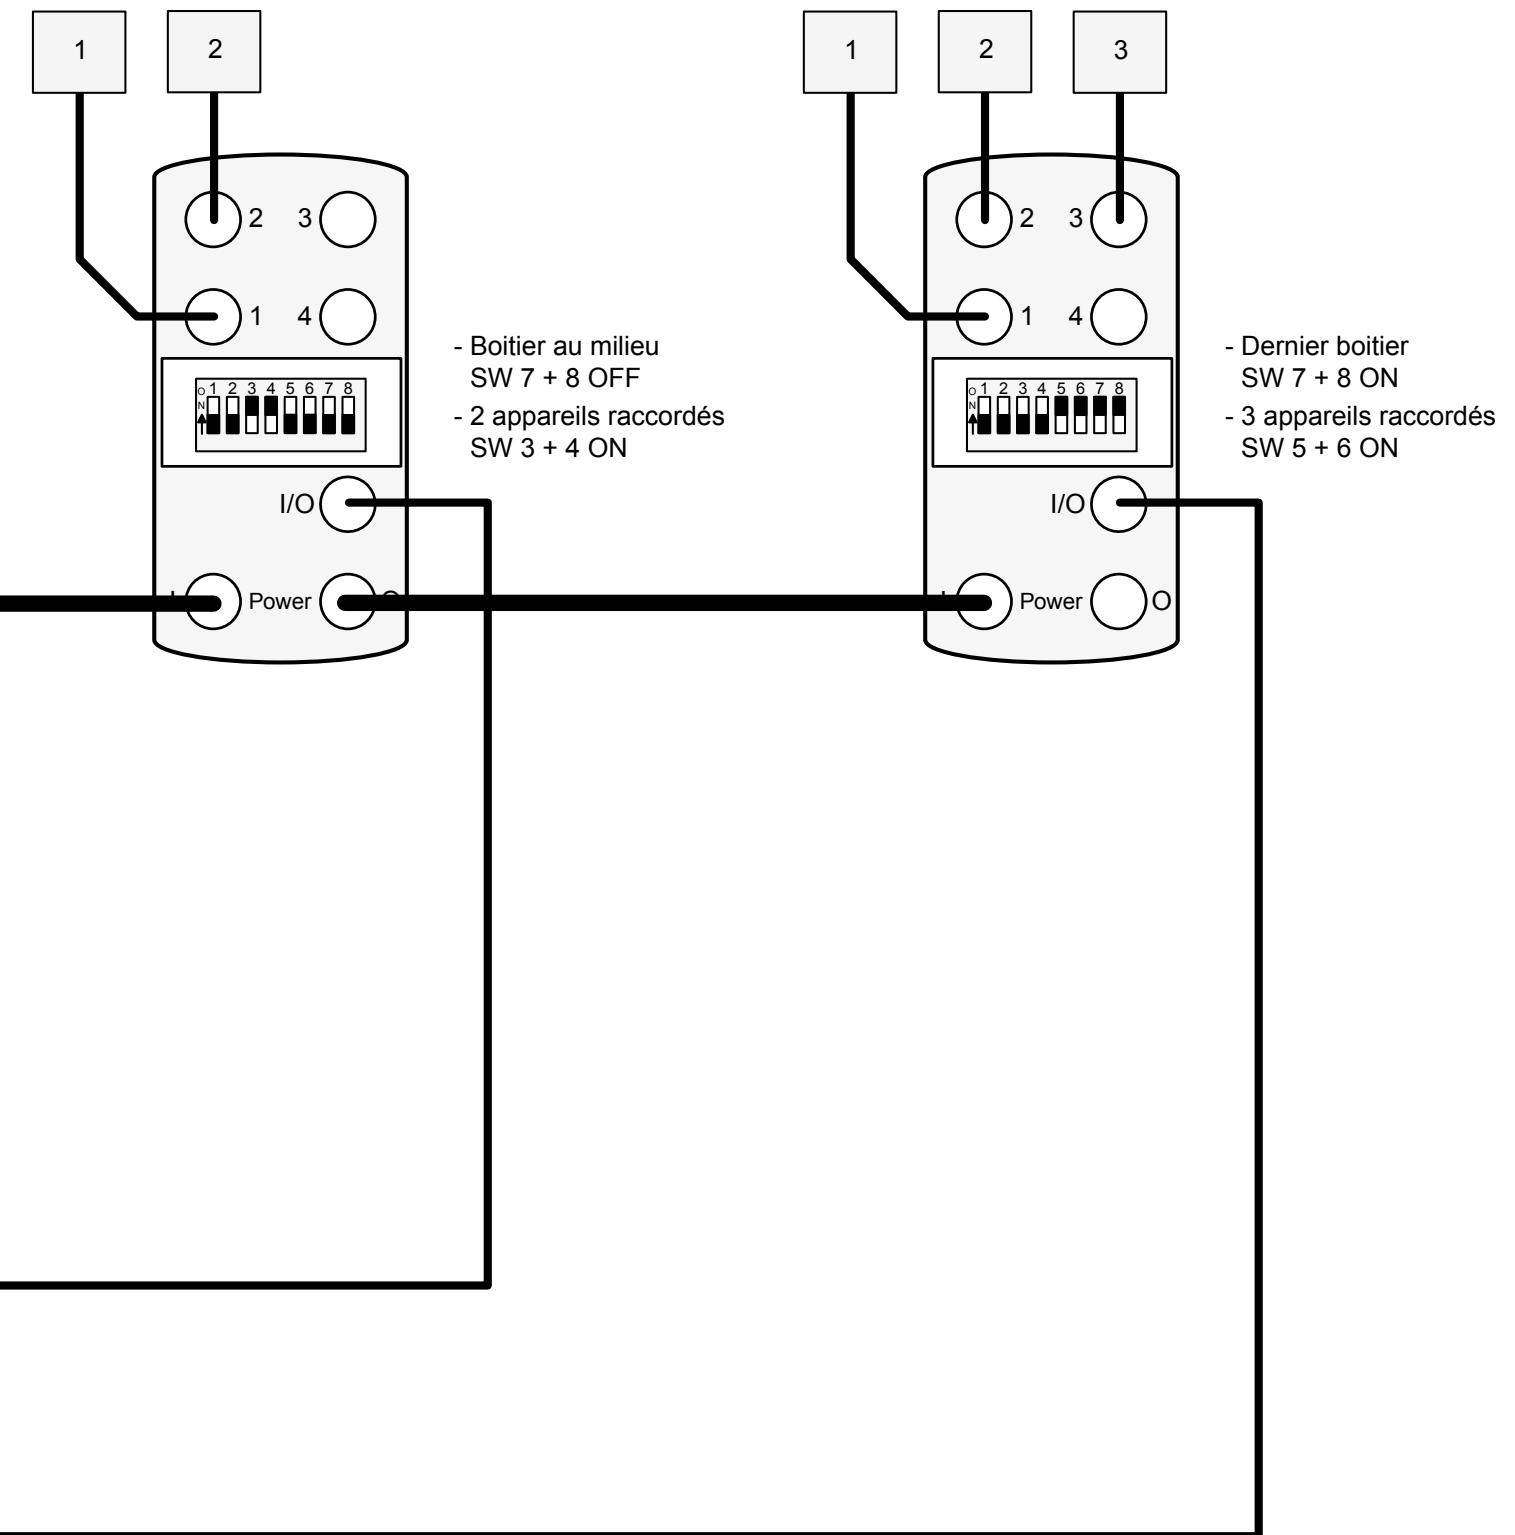 1 2
2 3
1 4
O N 1 2 3 4 5 6 7 8
- Boitier au milieu
SW 7 + 8 OFF
- 2 appareils raccordés
SW 3 + 4 ON
I/O
I Power O
1 2 3
2 3
1 4
O N 1 2 3 4 5 6 7 8
- Dernier boitier
SW 7 + 8 ON
- 3 appareils raccordés
SW 5 + 6 ON
I/O
I Power O